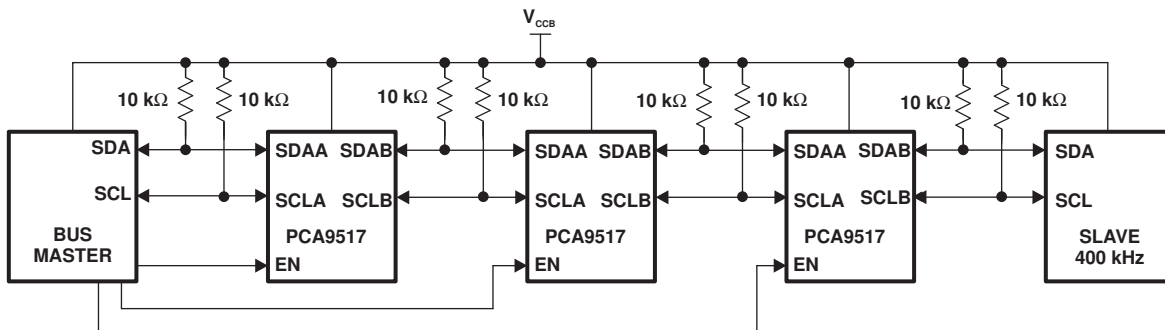 V_CCB
10 kΩ 10 kΩ 10 kΩ 10 kΩ 10 kΩ 10 kΩ 10 kΩ 10 kΩ
SDA SDAA SDAB SDAA SDAB SDAA SDAB SDA
SCL SCLA SCLB SCLA SCLB SCLA SCLB SCL
BUS MASTER
PCA9517
PCA9517
PCA9517
SLAVE 400 kHz
EN EN EN